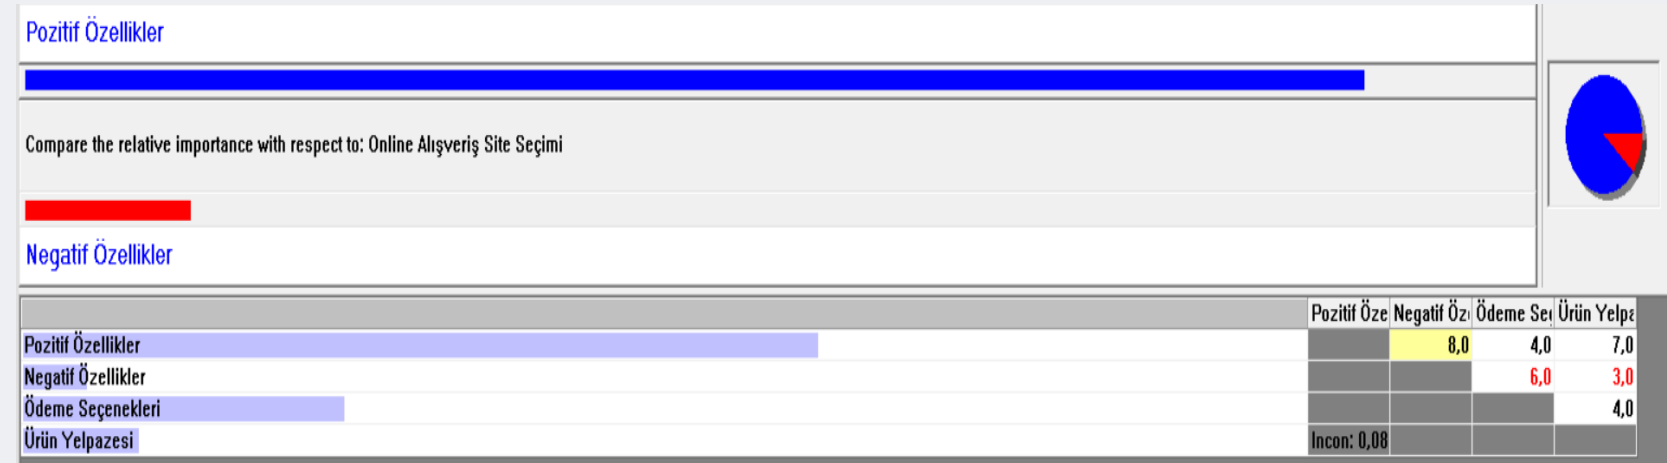 Pozitif Özellikler
Compare the relative importance with respect to: Online Alışveriş Site Seçimi
Negatif Özellikler
Pozitif Öze Negatif Öz Ödeme Seç Ürün Yelpa
Pozitif Özellikler 8,0 4,0 7,0
Negatif Özellikler 6,0 3,0
Ödeme Seçenekleri 4,0
Ürün Yelpazesi Incon: 0,08